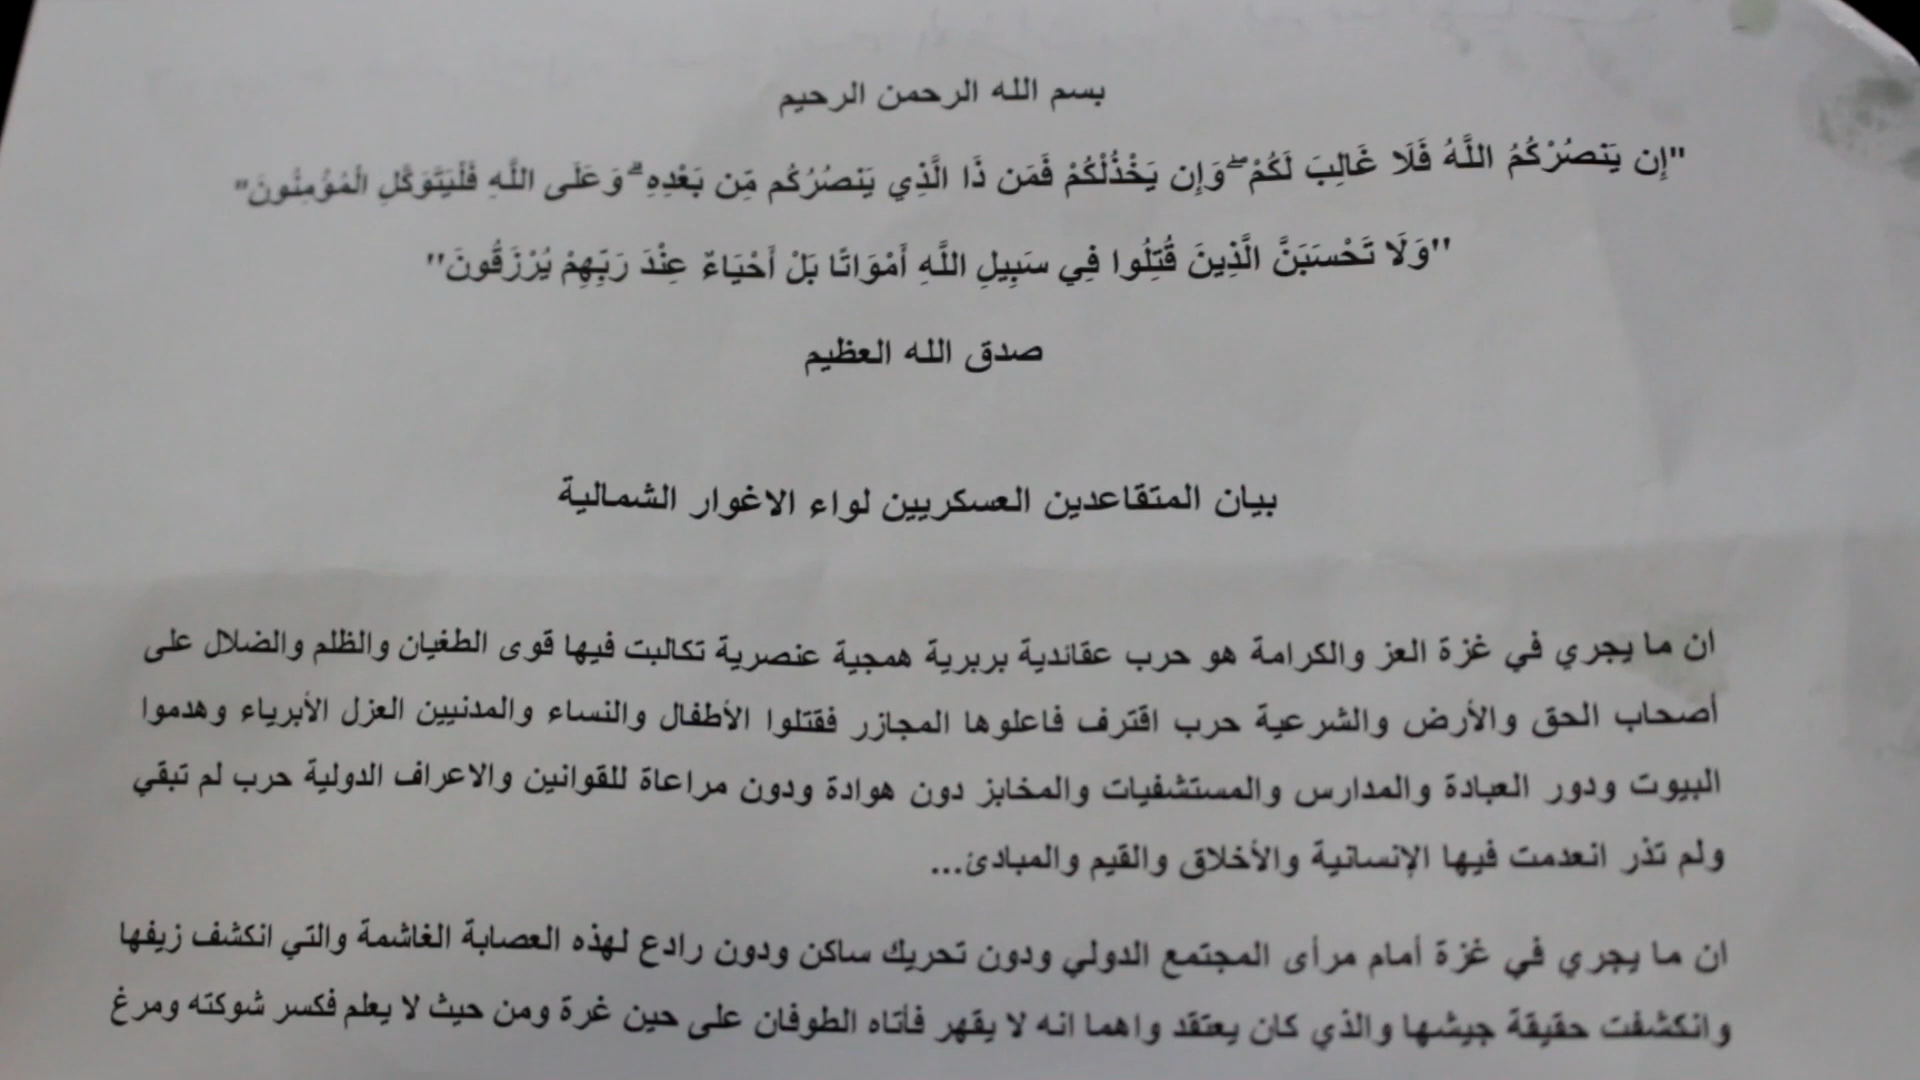 بسم الله الرحمن الرحيم
"إِن يَنصُرْكُمُ اللَّهُ فَلَا غَالِبَ لَكُمْ ۖ وَإِن يَخْذُلْكُمْ فَمَن ذَا الَّذِي يَنصُرُكُم مِّن بَعْدِهِ ۗ وَعَلَى اللَّهِ فَلْيَتَوَكَّلِ الْمُؤْمِنُونَ"
"وَلَا تَحْسَبَنَّ الَّذِينَ قُتِلُوا فِي سَبِيلِ اللَّهِ أَمْوَاتًا بَلْ أَحْيَاءٌ عِنْدَ رَبِّهِمْ يُرْزَقُونَ"
صدق الله العظيم
بيان المتقاعدين العسكريين لواء الاغوار الشمالية
ان ما يجري في غزة العز والكرامة هو حرب عقائدية بربرية همجية عنصرية تكالبت فيها قوى الطغيان والظلم والضلال على
أصحاب الحق والأرض والشرعية حرب اقترف فاعلوها المجازر فقتلوا الأطفال والنساء والمدنيين العزل الأبرياء وهدموا
البيوت ودور العبادة والمدارس والمستشفيات والمخابز دون هوادة ودون مراعاة للقوانين والاعراف الدولية حرب لم تبقي
ولم تذر انعدمت فيها الإنسانية والأخلاق والقيم والمبادئ...
ان ما يجري في غزة أمام مرأى المجتمع الدولي ودون تحريك ساكن ودون رادع لهذه العصابة الغاشمة والتي انكشف زيفها
وانكشفت حقيقة جيشها والذي كان يعتقد واهما انه لا يقهر فأتاه الطوفان على حين غرة ومن حيث لا يعلم فكسر شوكته ومرغ